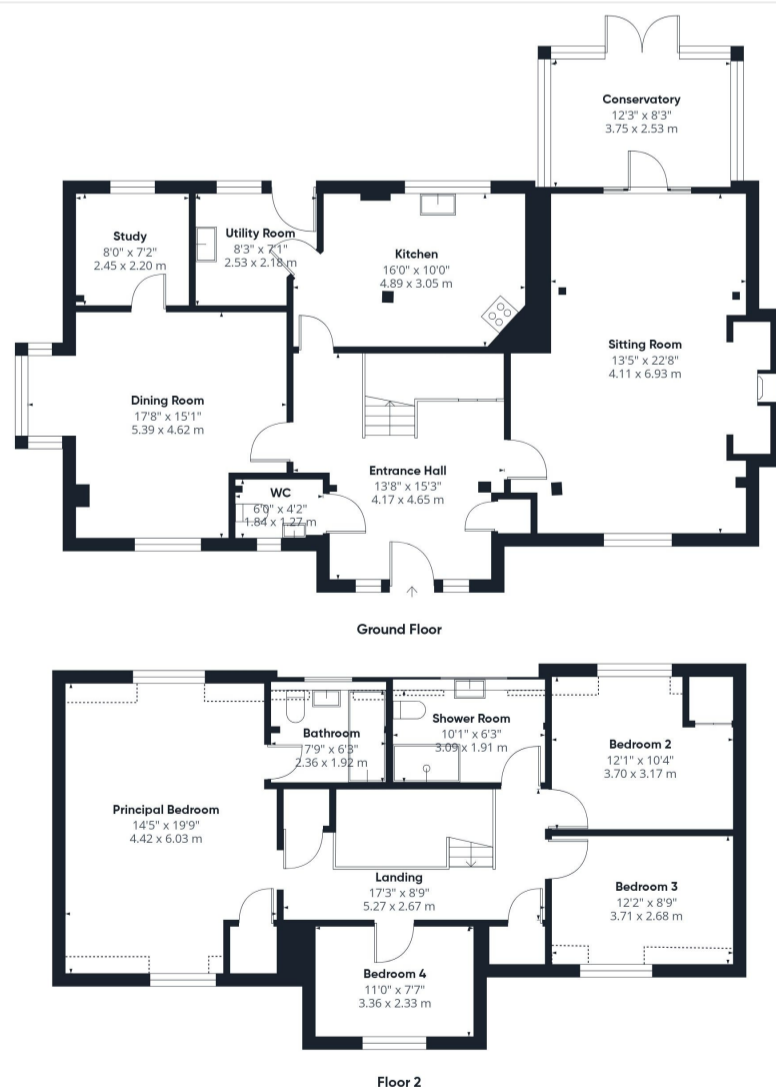 Conservatory
12'3" x 8'3"
3.75 x 2.53 m
Study
8'0" x 7'2"
2.45 x 2.20 m
Utility Room
8'3" x 7'1"
2.53 x 2.18 m
Kitchen
16'0" x 10'0"
4.89 x 3.05 m
Sitting Room
13'5" x 22'8"
4.11 x 6.93 m
Dining Room
17'8" x 15'1"
5.39 x 4.62 m
Entrance Hall
13'8" x 15'3"
4.17 x 4.65 m
WC
6'0" x 4'2"
1.84 x 1.27 m
Ground Floor
Shower Room
10'1" x 6'3"
3.09 x 1.91 m
Bathroom
7'9" x 6'3"
2.36 x 1.92 m
Bedroom 2
12'1" x 10'4"
3.70 x 3.17 m
Principal Bedroom
14'5" x 19'9"
4.42 x 6.03 m
Landing
17'3" x 8'9"
5.27 x 2.67 m
Bedroom 3
12'2" x 8'9"
3.71 x 2.68 m
Bedroom 4
11'0" x 7'7"
3.36 x 2.33 m
Floor 2